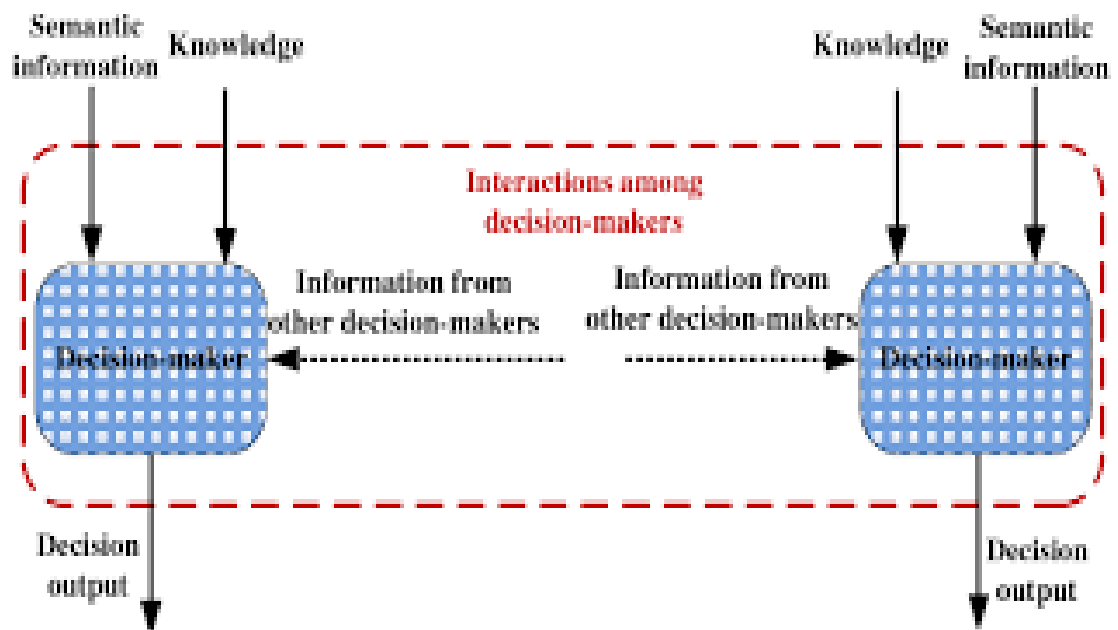 Semantic
information
Knowledge
Knowledge
Semantic
information
Interactions among
decision-makers
Information from
other decision-makers
Information from
other decision-makers
Decision-maker
Decision-maker
Decision
output
Decision
output